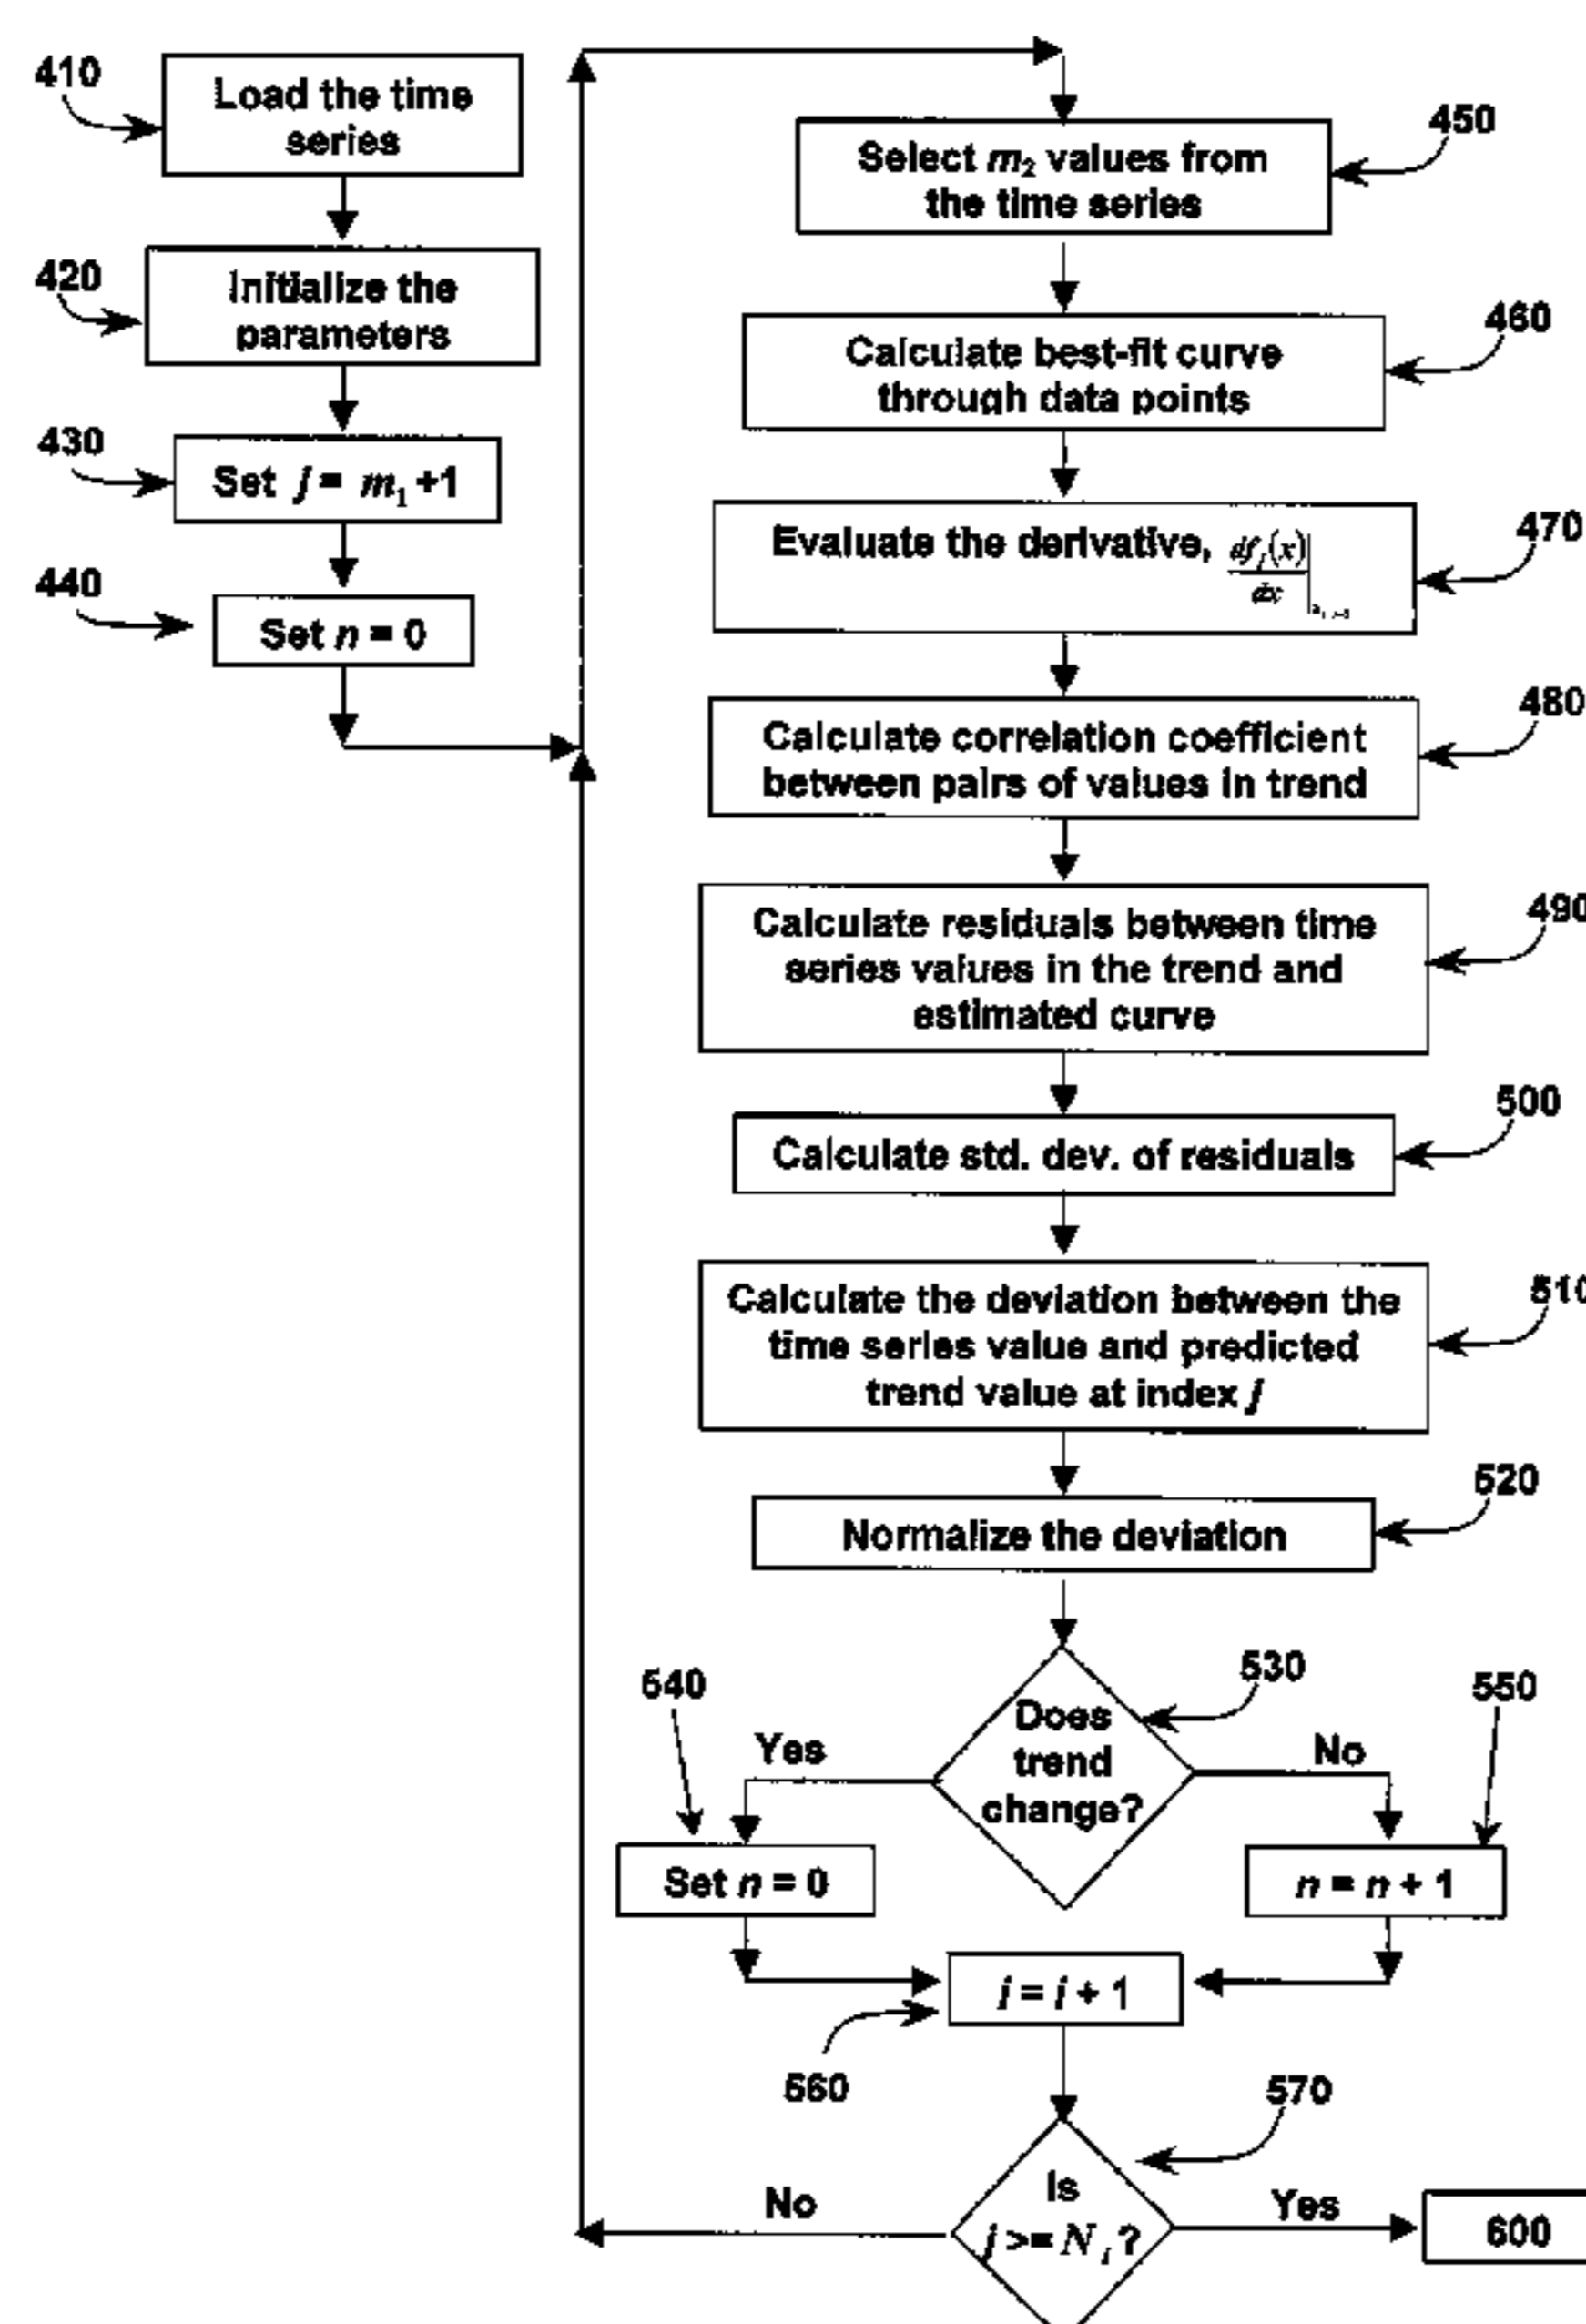 410
Load the time
series
420
Initialize the
parameters
430
Set j = m₁ +1
440
Set n = 0
450
Select m₂ values from
the time series
460
Calculate best-fit curve
through data points
470
Evaluate the derivative,
480
Calculate correlation coefficient
between pairs of values in trend
490
Calculate residuals between time
series values in the trend and
estimated curve
500
Calculate std. dev. of residuals
510
Calculate the deviation between the
time series value and predicted
trend value at index j
520
Normalize the deviation
530
Does
trend
change?
Yes
No
540
Set n = 0
550
n = n + 1
560
i = i + 1
570
Is
j >= N ?
No
Yes
600